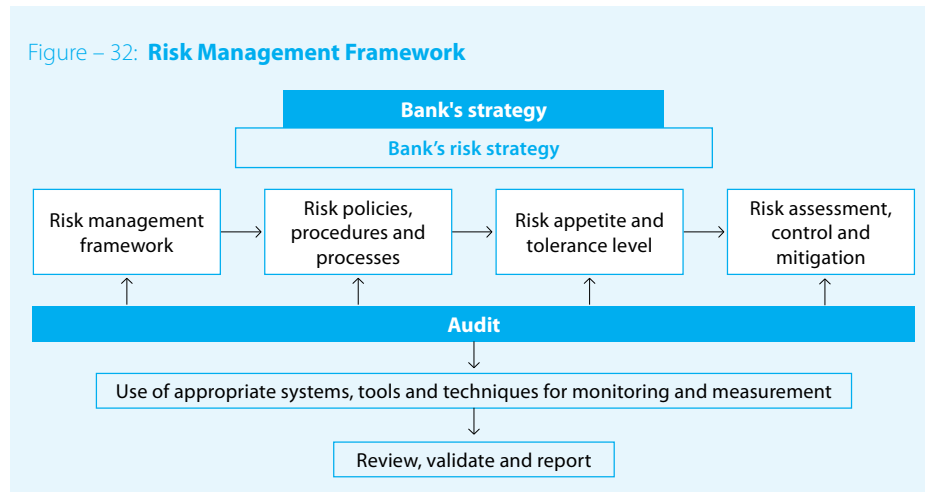 Figure – 32: Risk Management Framework
Bank's strategy
Bank’s risk strategy
Risk management
framework
Risk policies,
procedures and
processes
Risk appetite and
tolerance level
Risk assessment,
control and
mitigation
Audit
Use of appropriate systems, tools and techniques for monitoring and measurement
Review, validate and report